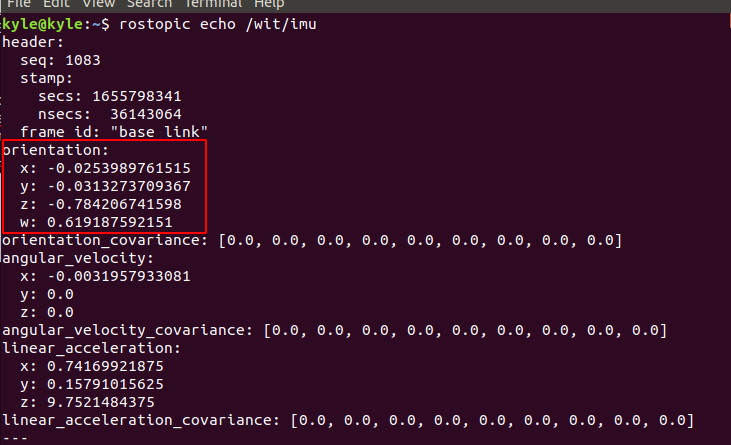 File Edit View Search Terminal Help
kyle@kyle:~$ rostopic echo /wit/imu
header:
  seq: 1083
  stamp:
    secs: 1655798341
    nsecs:  36143064
  frame_id: "base_link"
orientation:
  x: -0.0253989761515
  y: -0.0313273709367
  z: -0.784206741598
  w: 0.619187592151
orientation_covariance: [0.0, 0.0, 0.0, 0.0, 0.0, 0.0, 0.0, 0.0, 0.0]
angular_velocity:
  x: -0.0031957933081
  y: 0.0
  z: 0.0
angular_velocity_covariance: [0.0, 0.0, 0.0, 0.0, 0.0, 0.0, 0.0, 0.0, 0.0]
linear_acceleration:
  x: 0.74169921875
  y: 0.15791015625
  z: 9.7521484375
linear_acceleration_covariance: [0.0, 0.0, 0.0, 0.0, 0.0, 0.0, 0.0, 0.0, 0.0]
---